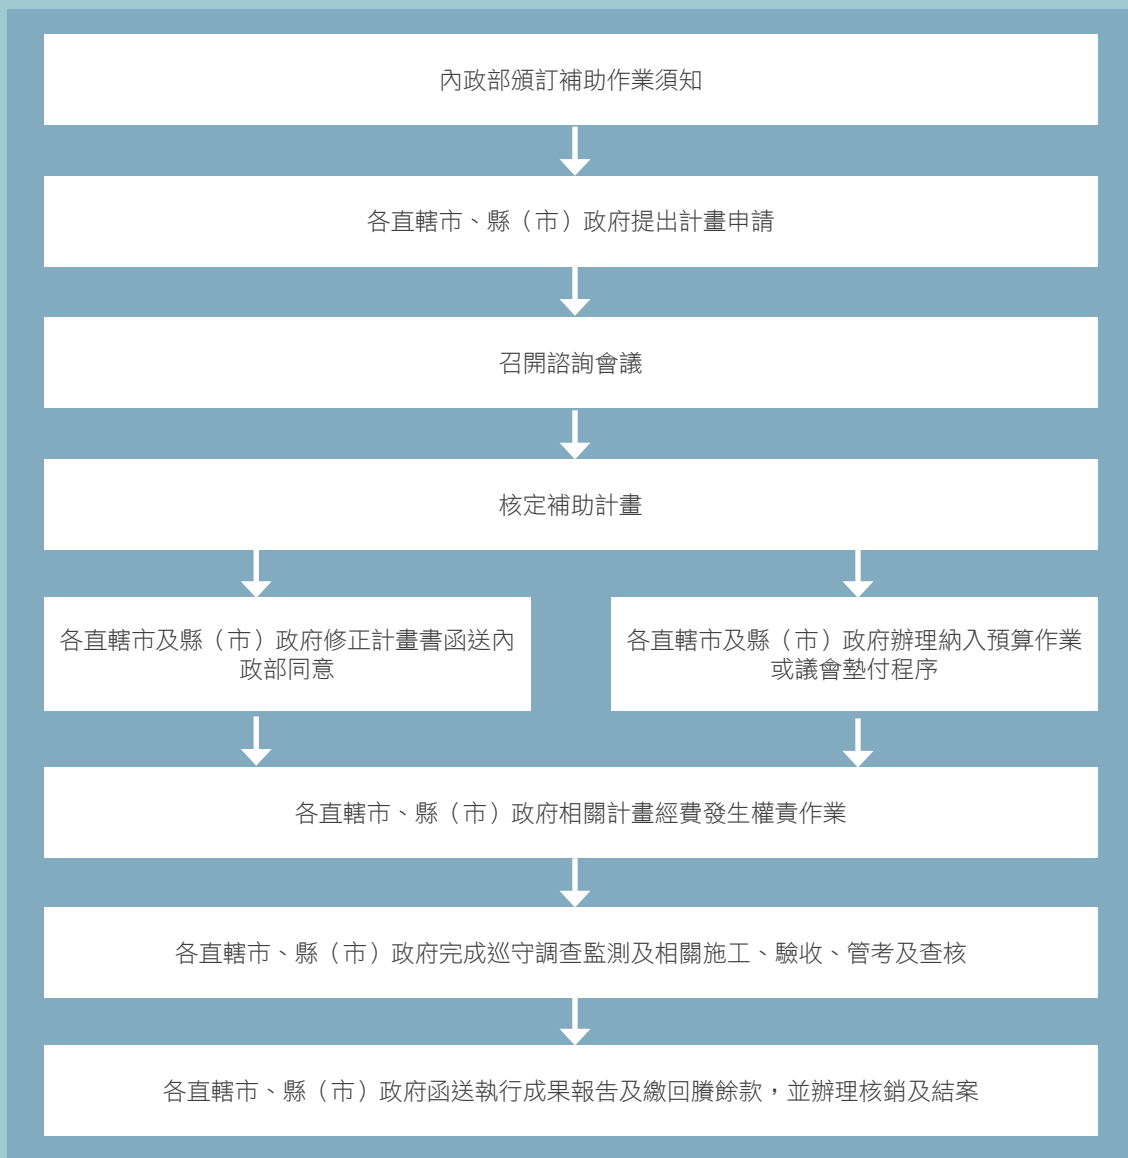 內政部頒訂補助作業須知
各直轄市、縣（市）政府提出計畫申請
召開諮詢會議
核定補助計畫
各直轄市及縣（市）政府修正計畫書函送內
政部同意
各直轄市及縣（市）政府辦理納入預算作業
或議會墊付程序
各直轄市、縣（市）政府相關計畫經費發生權責作業
各直轄市、縣（市）政府完成巡守調查監測及相關施工、驗收、管考及查核
各直轄市、縣（市）政府函送執行成果報告及繳回賸餘款，並辦理核銷及結案